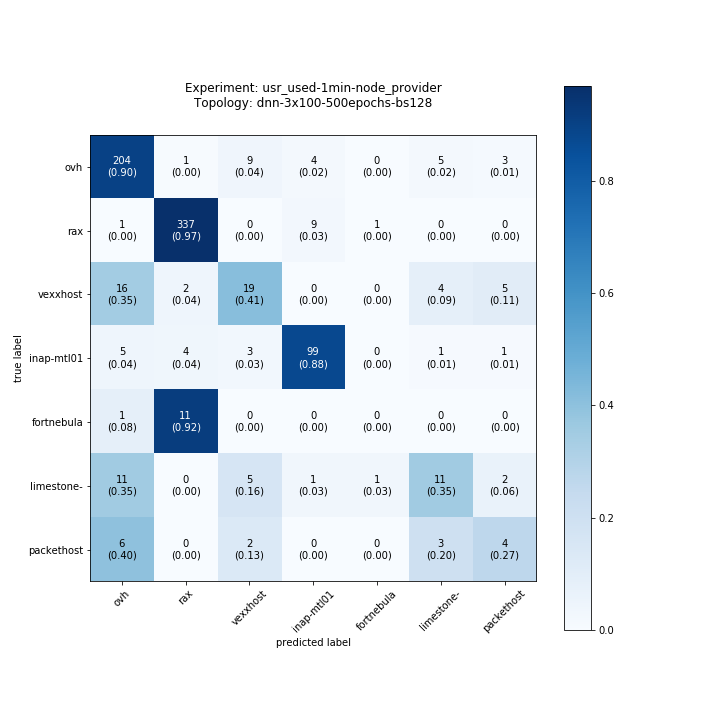 Experiment: usr_used-1min-node_provider
Topology: dnn-3x100-500epochs-bs128
true label
ovh
204 1 9 4 0 5 3
(0.90) (0.00) (0.04) (0.02) (0.00) (0.02) (0.01)
rax
1 337 0 9 1 0 0
(0.00) (0.97) (0.00) (0.03) (0.00) (0.00) (0.00)
vexxhost
16 2 19 0 0 4 5
(0.35) (0.04) (0.41) (0.00) (0.00) (0.09) (0.11)
inap-mtl01
5 4 3 99 0 1 1
(0.04) (0.04) (0.03) (0.88) (0.00) (0.01) (0.01)
fortnebula
1 11 0 0 0 0 0
(0.08) (0.92) (0.00) (0.00) (0.00) (0.00) (0.00)
limestone-
11 0 5 1 1 11 2
(0.35) (0.00) (0.16) (0.03) (0.03) (0.35) (0.06)
packethost
6 0 2 0 0 3 4
(0.40) (0.00) (0.13) (0.00) (0.00) (0.20) (0.27)
ovh rax vexxhost inap-mtl01 fortnebula limestone- packethost
predicted label
0.8
0.6
0.4
0.2
0.0